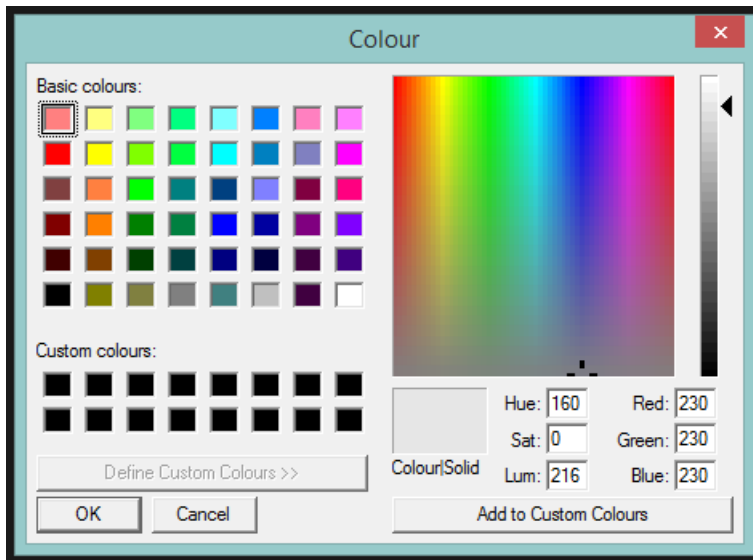 Colour
Basic colours:
Custom colours:
Define Custom Colours >>
OK Cancel
Hue: 160 Red: 230
Sat: 0 Green: 230
Colour|Solid Lum: 216 Blue: 230
Add to Custom Colours